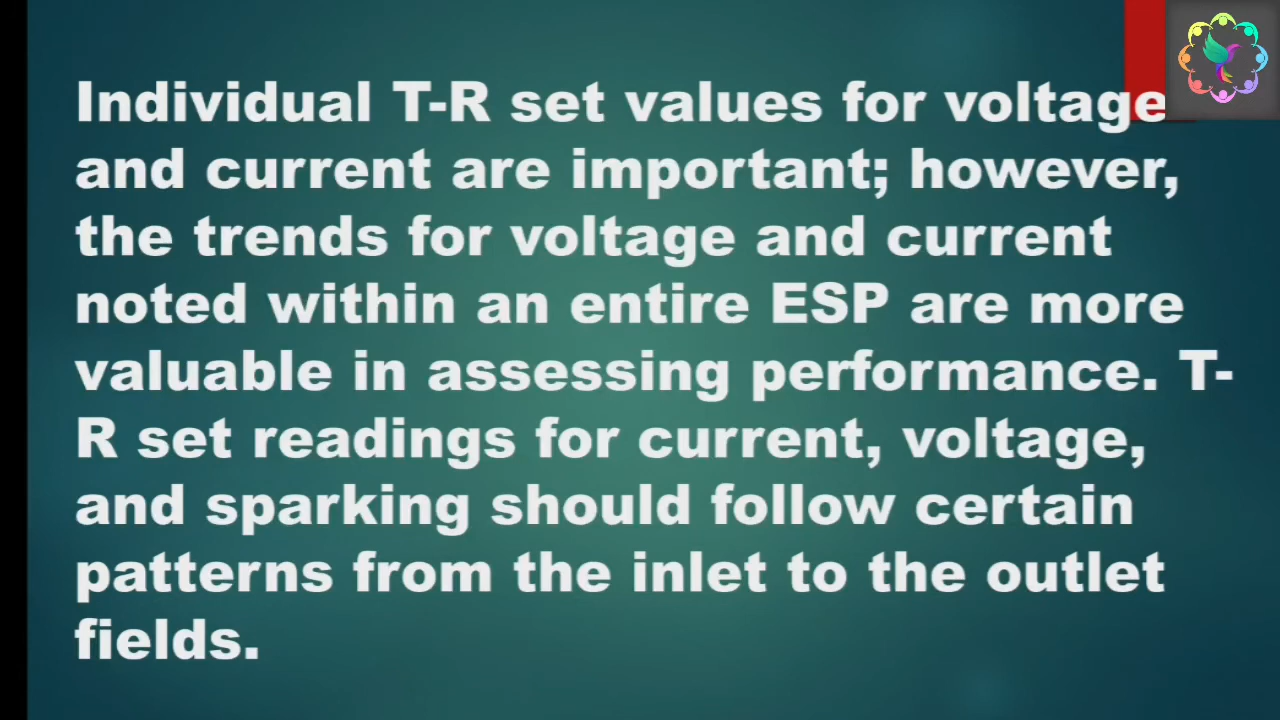 Individual T-R set values for voltage
and current are important; however,
the trends for voltage and current
noted within an entire ESP are more
valuable in assessing performance. T-
R set readings for current, voltage,
and sparking should follow certain
patterns from the inlet to the outlet
fields.